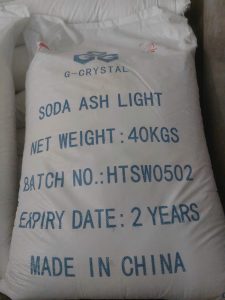 G-CRYSTAL
SODA ASH LIGHT
NET WEIGHT:40KGS
BATCH NO.:HTSW0502
EXPIRY DATE: 2 YEARS
MADE IN CHINA